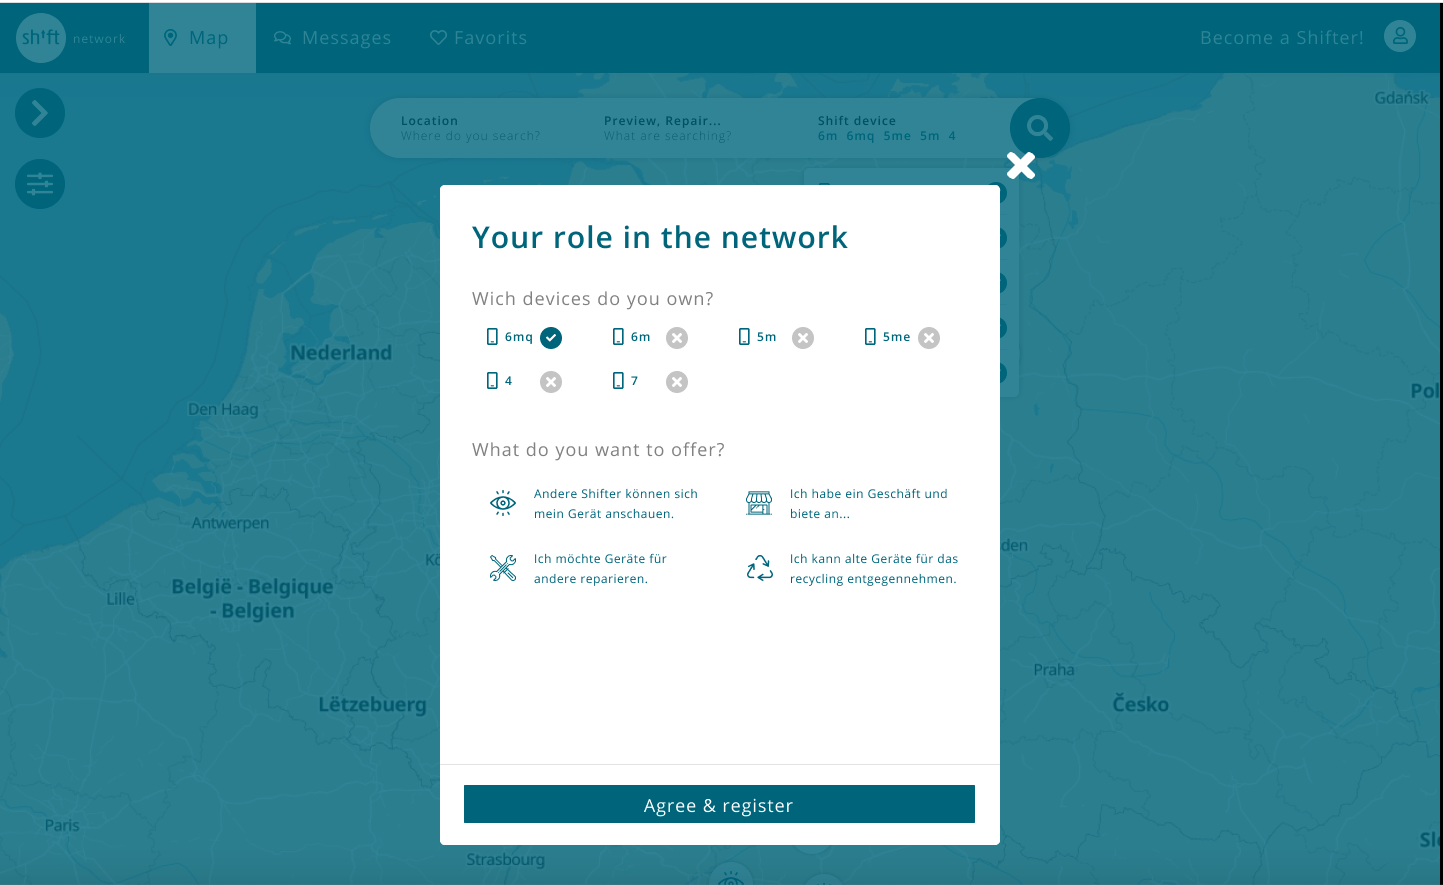 shift network
Map
Messages
Favorits
Become a Shifter!
Location
Where do you search?
Preview, Repair...
What are searching?
Shift device
6m 6mq 5me 5m 4
Gdańsk
Your role in the network
Wich devices do you own?
6mq
6m
5m
5me
4
7
What do you want to offer?
Andere Shifter können sich
mein Gerät anschauen.
Ich habe ein Geschäft und
biete an...
Ich möchte Geräte für
andere reparieren.
Ich kann alte Geräte für das
recycling entgegennehmen.
Agree & register
Nederland
Den Haag
Pol
Antwerpen
Kö
den
België - Belgique
- Belgien
Lille
Praha
Lëtzebuerg
Česko
Paris
Slo
Strasbourg